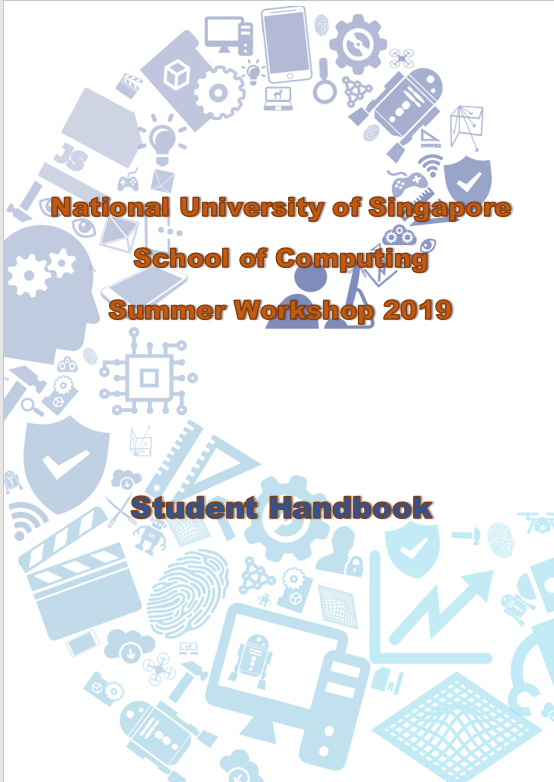 JS
National University of Singapore
School of Computing
Summer Workshop 2019
Student Handbook